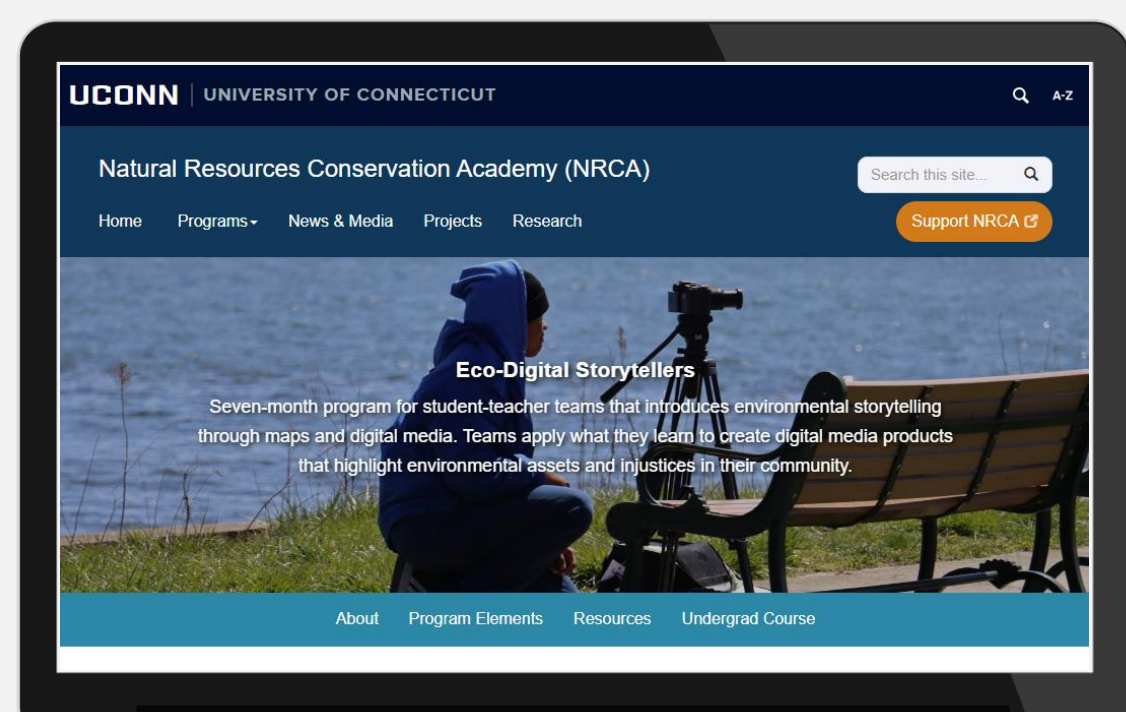 UCONN | UNIVERSITY OF CONNECTICUT
A-Z
Natural Resources Conservation Academy (NRCA)
Search this site...
Home Programs News & Media Projects Research
Support NRCA
Eco-Digital Storytellers
Seven-month program for student-teacher teams that introduces environmental storytelling
through maps and digital media. Teams apply what they learn to create digital media products
that highlight environmental assets and injustices in their community.
About Program Elements Resources Undergrad Course